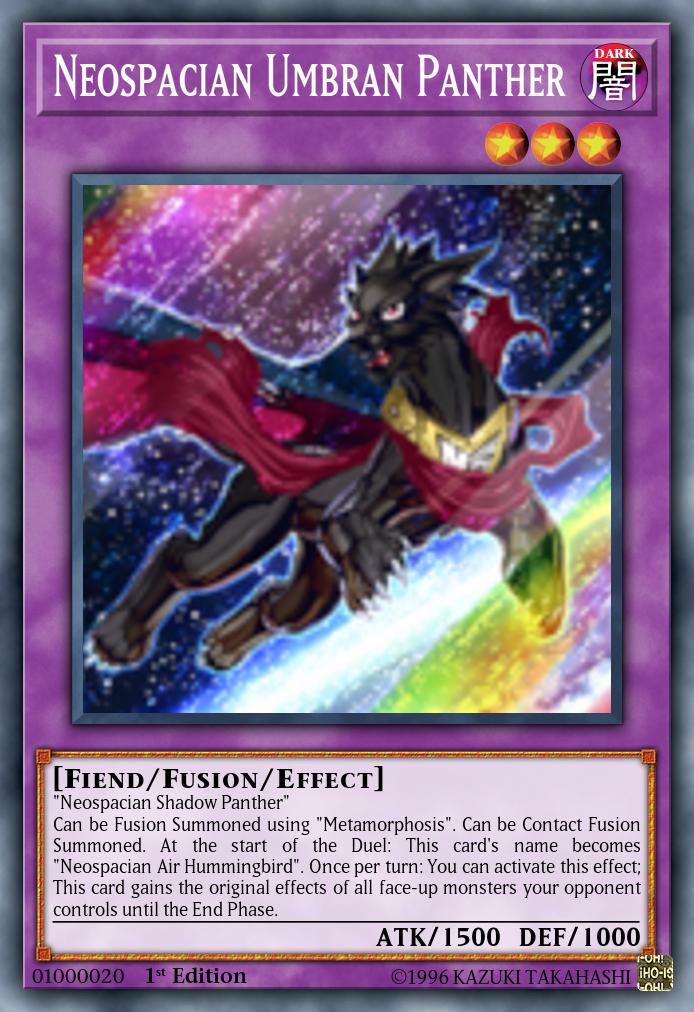 NEOSPACIAN UMBRAN PANTHER
DARK
闇
[FIEND/FUSION/EFFECT]
"Neospacian Shadow Panther"
Can be Fusion Summoned using "Metamorphosis". Can be Contact Fusion
Summoned. At the start of the Duel: This card's name becomes
"Neospacian Air Hummingbird". Once per turn: You can activate this effect;
This card gains the original effects of all face-up monsters your opponent
controls until the End Phase.
ATK/1500 DEF/1000
01000020 1st Edition ©1996 KAZUKI TAKAHASHI